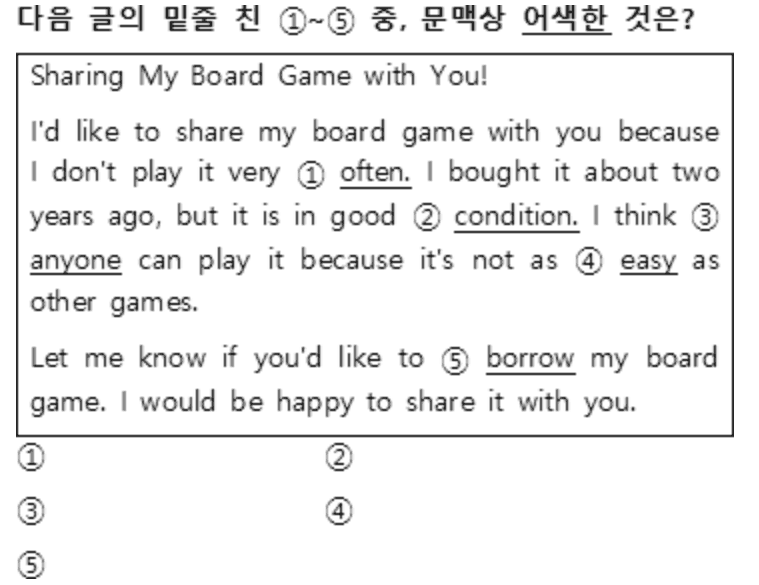 다음 글의 밑줄 친 ①~⑤ 중, 문맥상 어색한 것은?
Sharing My Board Game with You!
I'd like to share my board game with you because
I don't play it very ① often. I bought it about two
years ago, but it is in good ② condition. I think ③
anyone can play it because it's not as ④ easy as
other games.
Let me know if you'd like to ⑤ borrow my board
game. I would be happy to share it with you.
① ②
③ ④
⑤